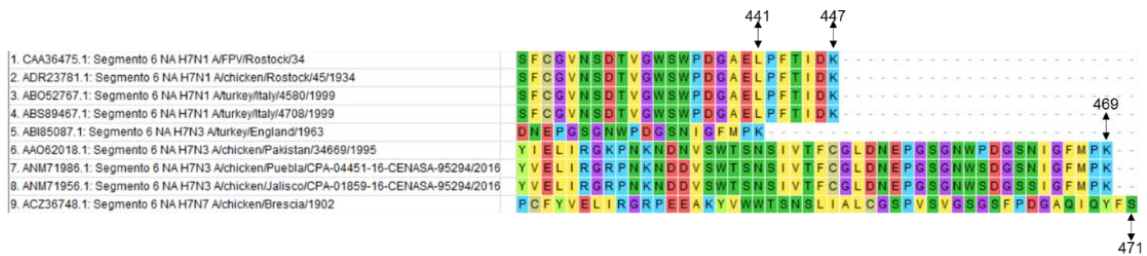 441 447
1. CAA36475.1: Segmento 6 NA H7N1 A/FPV/Rostock/34 S F C G V N S D T V G W S W P D G A E L P F T I D K
2. ADR23781.1: Segmento 6 NA H7N1 A/chicken/Rostock/45/1934 S F C G V N S D T V G W S W P D G A E L P F T I D K
3. ABO52767.1: Segmento 6 NA H7N1 A/turkey/Italy/4580/1999 S F C G V N S D T V G W S W P D G A E L P F T I D K
4. ABS89467.1: Segmento 6 NA H7N1 A/turkey/Italy/4708/1999 S F C G V N S D T V G W S W P D G A E L P F T I D K
469
5. ABI85087.1: Segmento 6 NA H7N3 A/turkey/England/1963 D N E P G S G N W P D G S N I G F M P K
6. AAO62018.1: Segmento 6 NA H7N3 A/chicken/Pakistan/34669/1995 Y I E L I R G K P N K N D N V S W T S N S I V T F C G L D N E P G S G N W P D G S N I G F M P K
7. ANM71986.1: Segmento 6 NA H7N3 A/chicken/Puebla/CPA-04451-16-CENASA-95294/2016 Y V E L I R G R P N K N D D V S W T S N S I V T F C G L D N E P G S G N W P D G S N I G F M P K
8. ANM71956.1: Segmento 6 NA H7N3 A/chicken/Jalisco/CPA-01859-16-CENASA-95294/2016 Y V E L I R G R P N K N D D V S W T S N S I V T F C G L D N E P G S G N W S D G S S I G F M P K
9. ACZ36748.1: Segmento 6 NA H7N7 A/chicken/Brescia/1902 P C F Y V E L I R G R P E E A K Y V W W T S N S L I A L C G S P V S V G S G S F P D G A Q I Q Y F S
471